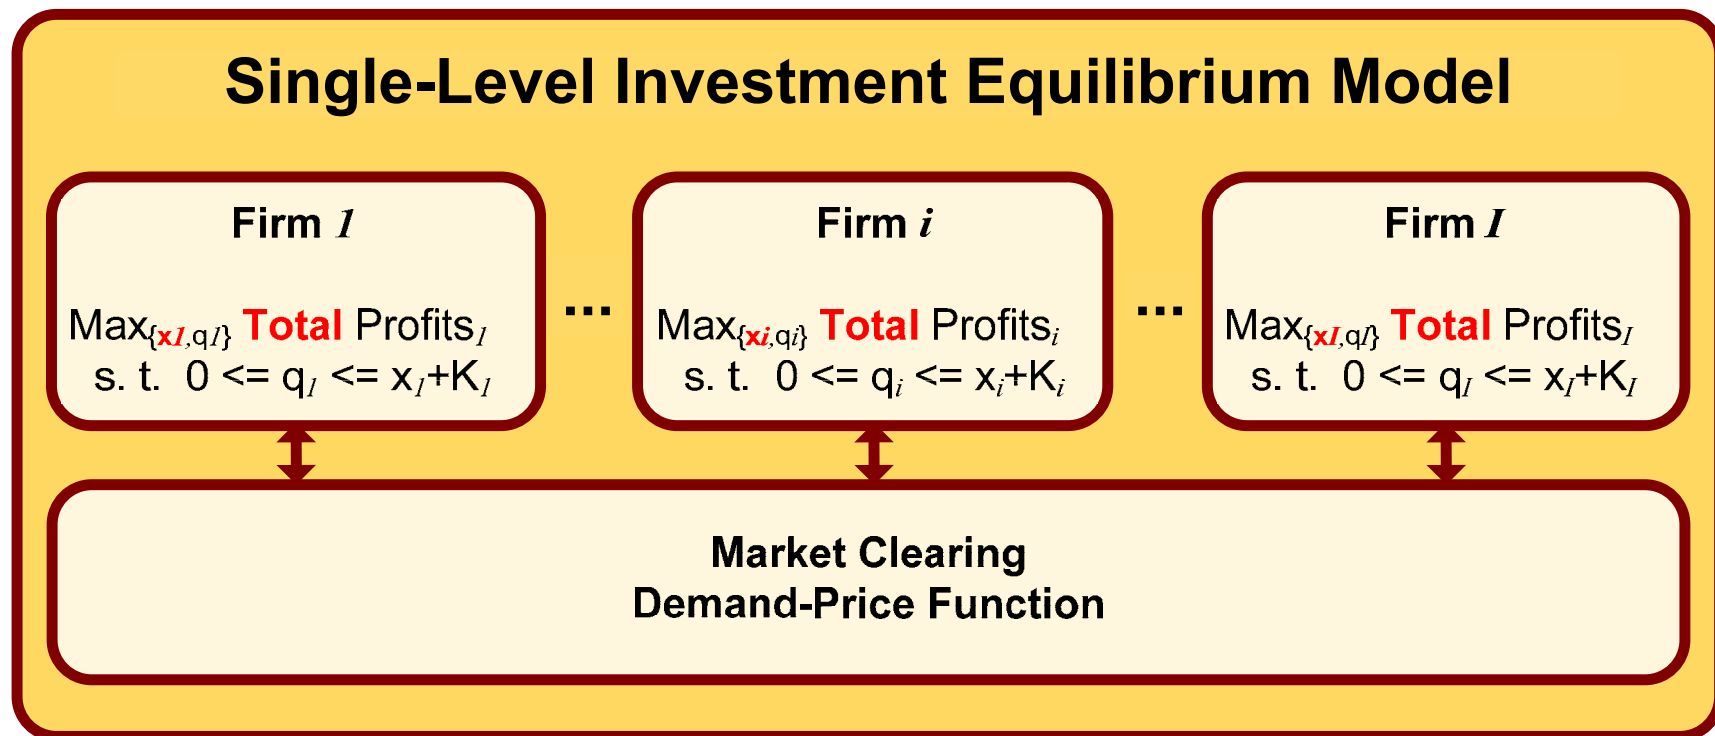 Single-Level Investment Equilibrium Model
Firm 1
Max{x1,q1} Total Profits1
s. t. 0 <= q1 <= x1+K1
...
Firm i
Max{xi,qi} Total Profitsi
s. t. 0 <= qi <= xi+Ki
...
Firm I
Max{xI,qI} Total ProfitsI
s. t. 0 <= qI <= xI+KI
Market Clearing
Demand-Price Function